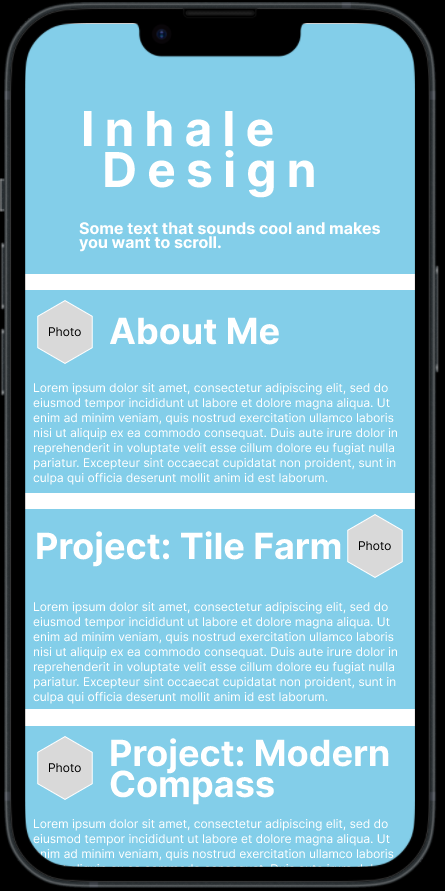 Inhale
Design
Some text that sounds cool and makes
you want to scroll.
Photo
About Me
Lorem ipsum dolor sit amet, consectetur adipiscing elit, sed do
eiusmod tempor incididunt ut labore et dolore magna aliqua. Ut
enim ad minim veniam, quis nostrud exercitation ullamco laboris
nisi ut aliquip ex ea commodo consequat. Duis aute irure dolor in
reprehenderit in voluptate velit esse cillum dolore eu fugiat nulla
pariatur. Excepteur sint occaecat cupidatat non proident, sunt in
culpa qui officia deserunt mollit anim id est laborum.
Project: Tile Farm
Photo
Lorem ipsum dolor sit amet, consectetur adipiscing elit, sed do
eiusmod tempor incididunt ut labore et dolore magna aliqua. Ut
enim ad minim veniam, quis nostrud exercitation ullamco laboris
nisi ut aliquip ex ea commodo consequat. Duis aute irure dolor in
reprehenderit in voluptate velit esse cillum dolore eu fugiat nulla
pariatur. Excepteur sint occaecat cupidatat non proident, sunt in
culpa qui officia deserunt mollit anim id est laborum.
Photo
Project: Modern
Compass
Lorem ipsum dolor sit amet, consectetur adipiscing elit, sed do
eiusmod tempor incididunt ut labore et dolore magna aliqua. Ut
enim ad minim veniam, quis nostrud exercitation ullamco laboris